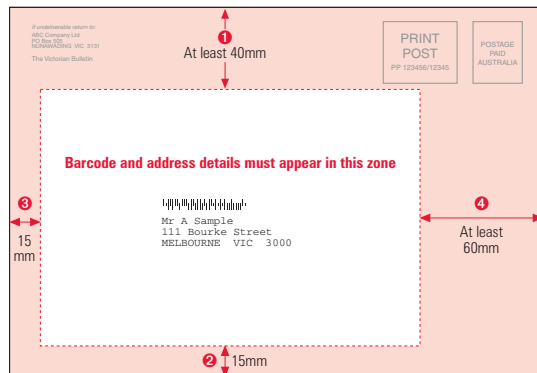 If undeliverable return to:
ABC Company Ltd
PO Box 500
NUNAWADING VIC 3131
The Victorian Bulletin
1
At least 40mm
PRINT
POST
PP 123456/12345
POSTAGE
PAID
AUSTRALIA
Barcode and address details must appear in this zone
3
15
mm
Mr A Sample
111 Bourke Street
MELBOURNE VIC 3000
4
At least
60mm
2
15mm